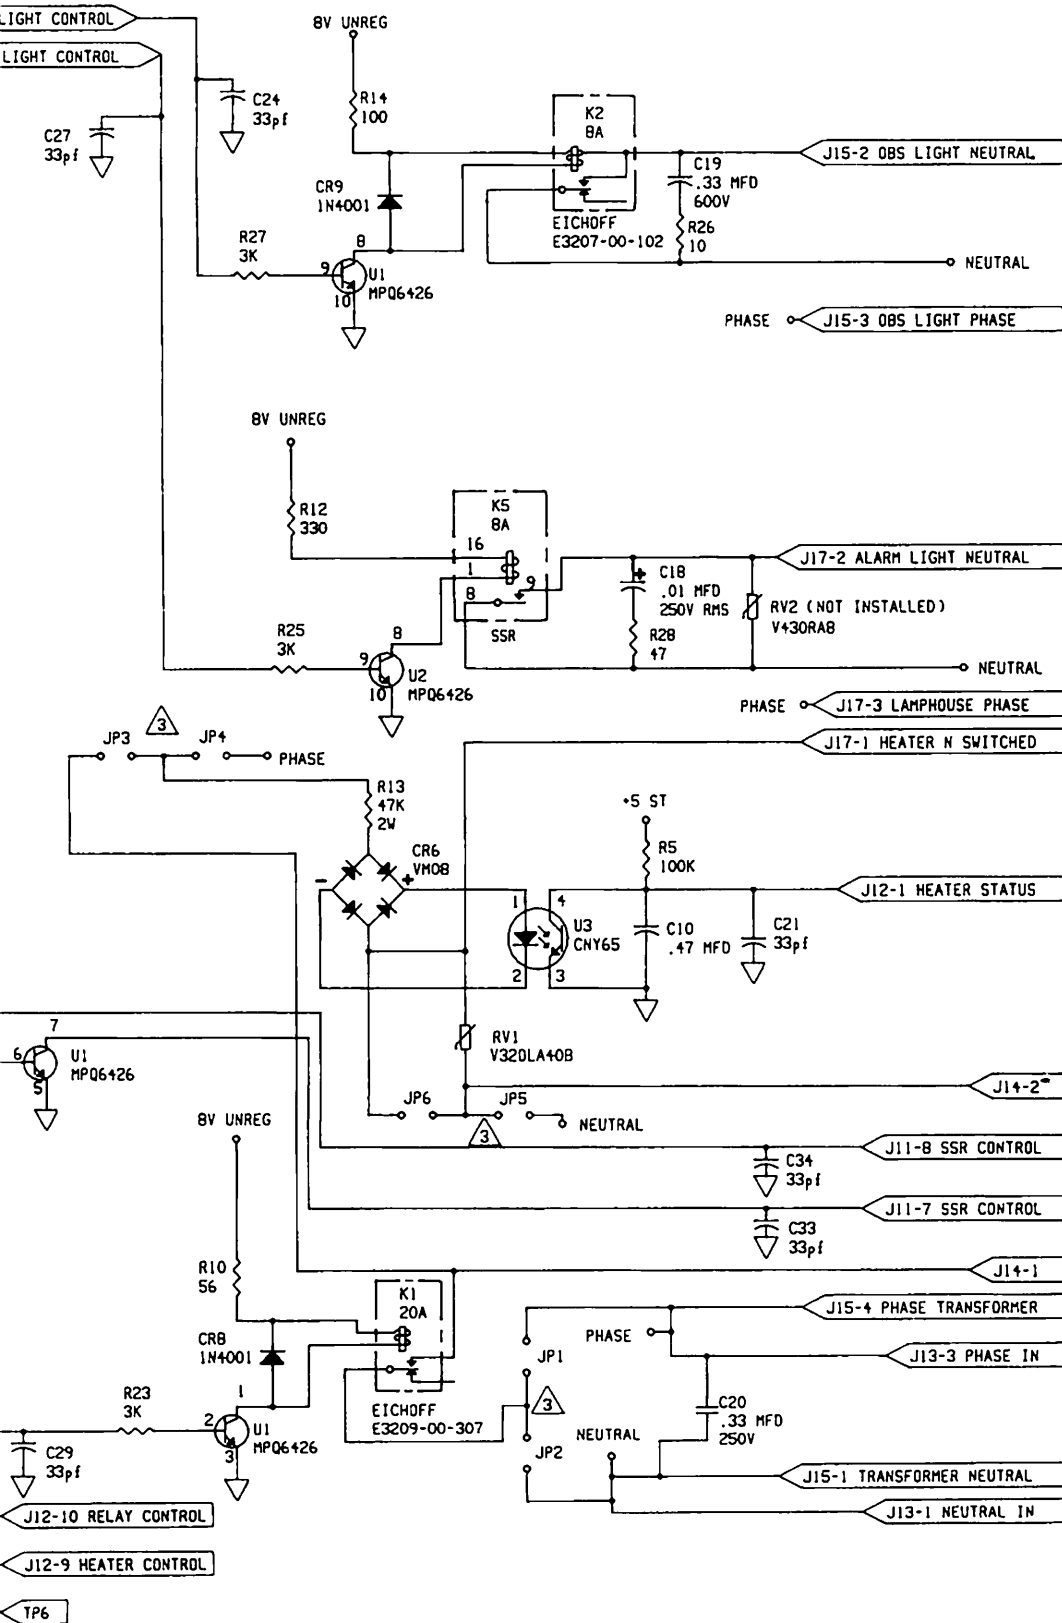 LIGHT CONTROL
LIGHT CONTROL
8V UNREG
C24
33pf
C27
33pf
R14
100
K2
8A
J15-2 OBS LIGHT NEUTRAL
CR9
1N4001
C19
.33 MFD
600V
R26
10
EICHOFF
E3207-00-102
R27
3K
8
9
10
U1
MPQ6426
NEUTRAL
PHASE
J15-3 OBS LIGHT PHASE
8V UNREG
R12
330
K5
8A
16
1
9
8
SSR
J17-2 ALARM LIGHT NEUTRAL
+
C18
.01 MFD
250V RMS
R28
47
RV2 (NOT INSTALLED)
V430RA8
R25
3K
8
9
10
U2
MPQ6426
NEUTRAL
PHASE
J17-3 LAMPHOUSE PHASE
J17-1 HEATER N SWITCHED
3
JP3
JP4
PHASE
R13
47K
2W
CR6
VM08
-
+
+5 ST
R5
100K
J12-1 HEATER STATUS
1
4
2
3
U3
CNY65
C10
.47 MFD
C21
33pf
RV1
V320LA40B
7
6
5
U1
MPQ6426
J14-2
JP6
JP5
NEUTRAL
3
8V UNREG
J11-8 SSR CONTROL
C34
33pf
J11-7 SSR CONTROL
C33
33pf
R10
56
J14-1
K1
20A
J15-4 PHASE TRANSFORMER
PHASE
JP1
J13-3 PHASE IN
CR8
1N4001
EICHOFF
E3209-00-307
3
C20
.33 MFD
250V
R23
3K
1
2
3
U1
MPQ6426
JP2
NEUTRAL
C29
33pf
J15-1 TRANSFORMER NEUTRAL
J13-1 NEUTRAL IN
J12-10 RELAY CONTROL
J12-9 HEATER CONTROL
TP6